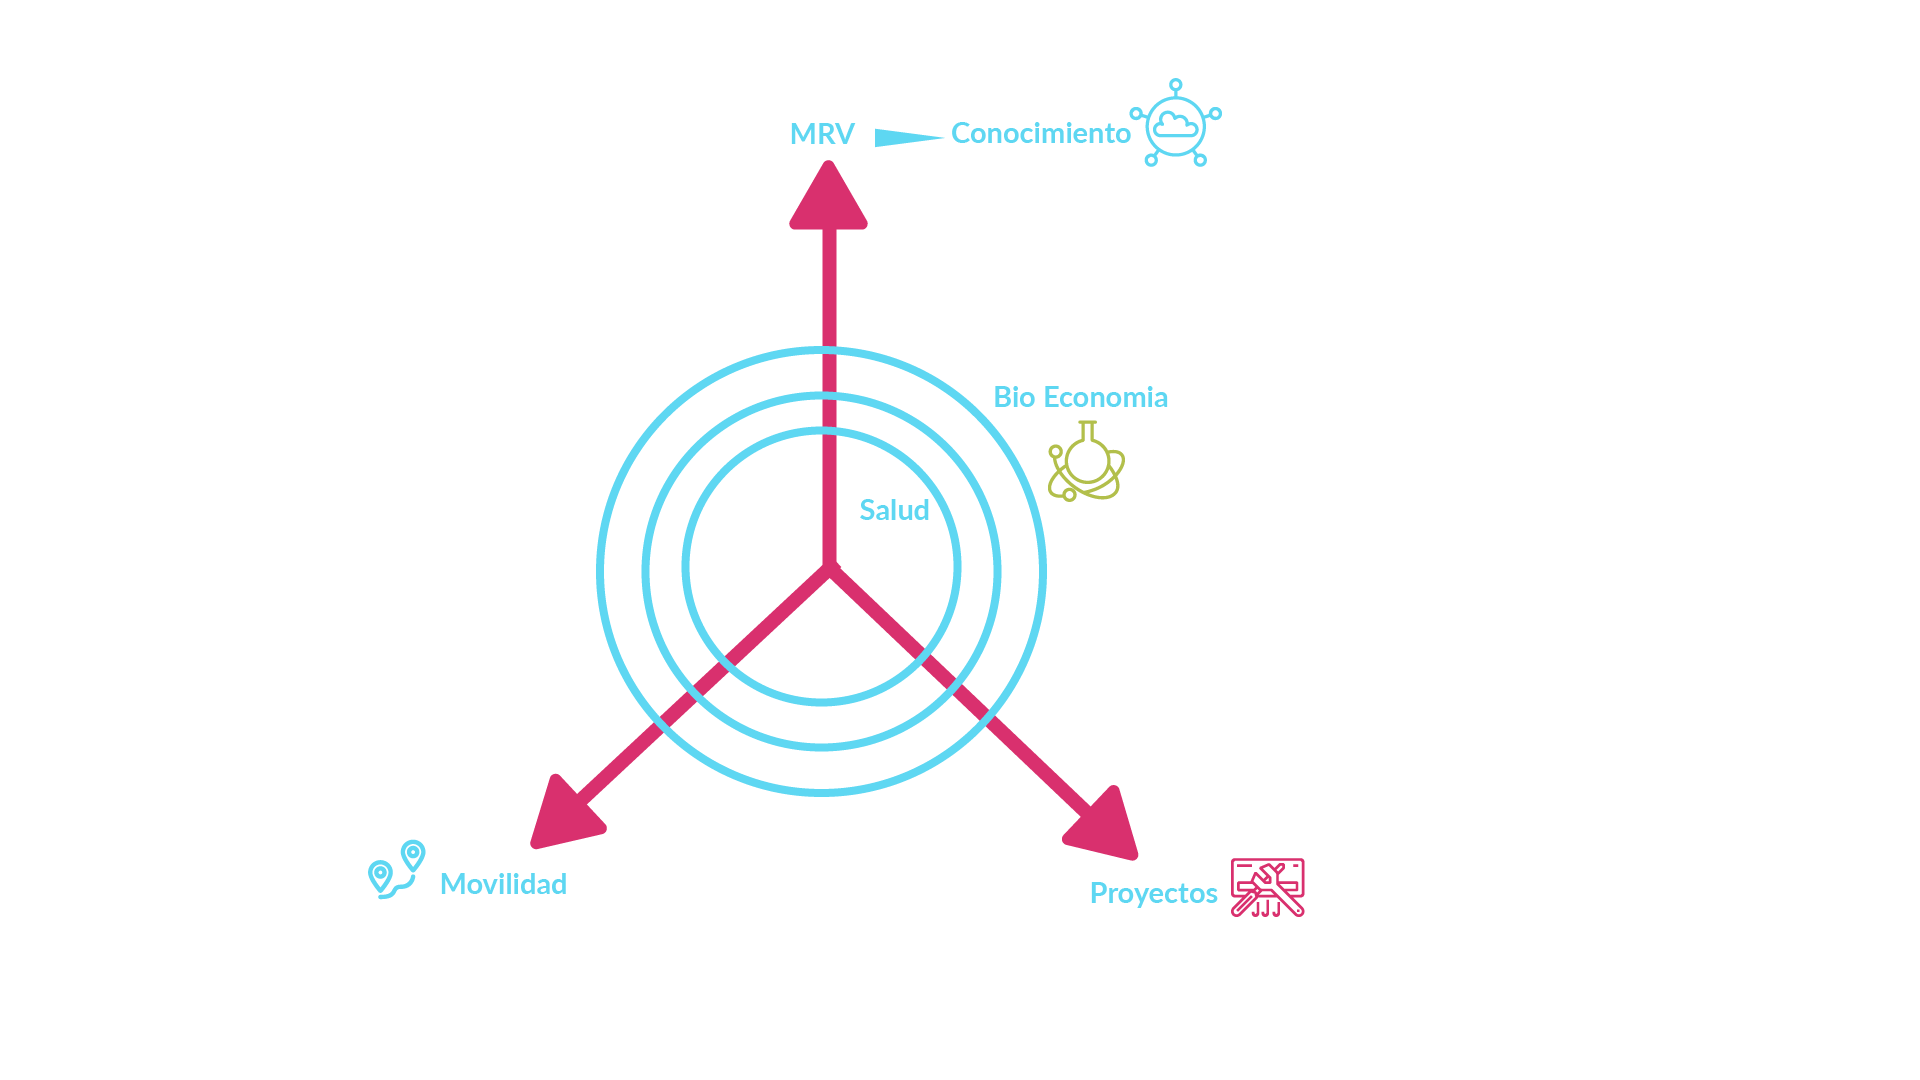 MRV
Conocimiento
Bio Economia
Salud
Movilidad
Proyectos